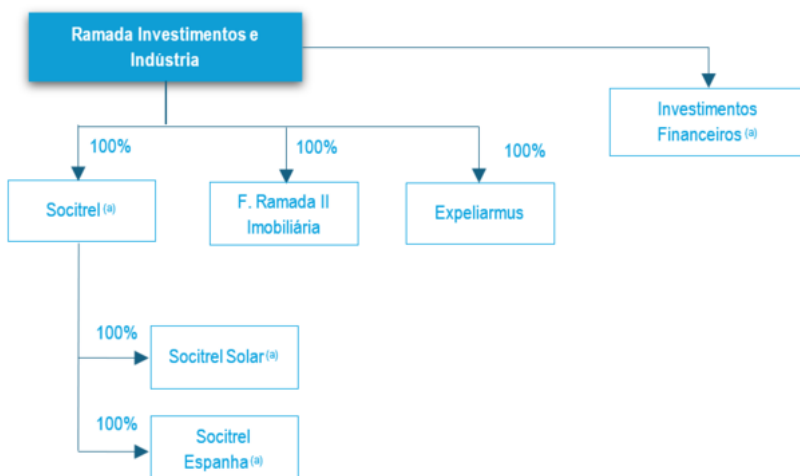 Ramada Investimentos e
Indústria
Investimentos
Financeiros (a)
100%
100%
100%
Socitrel (a)
F. Ramada II
Imobiliária
Expeliarmus
100%
Socitrel Solar (a)
100%
Socitrel
Espanha (a)